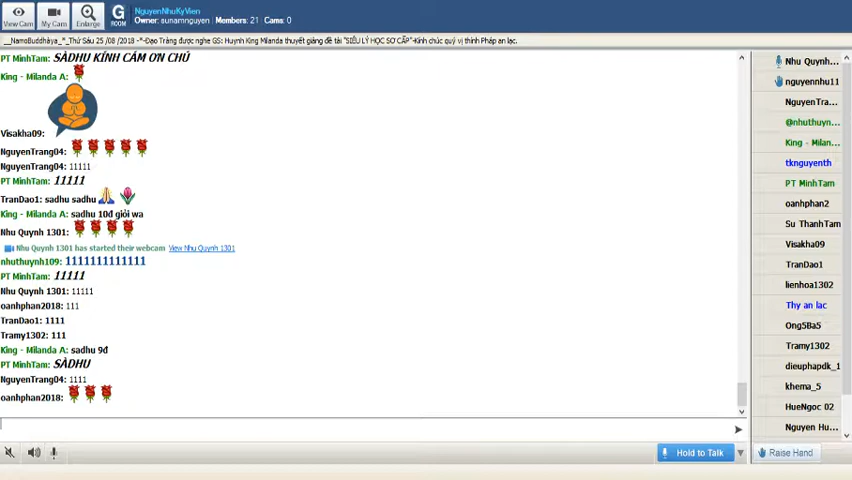 View Cam
My Cam
Enlarge
G
ROOM
NguyenNhuKyVien
Owner: sunamnguyen | Members: 21 | Cams: 0
__NamoBuddhàya_*_Thứ Sáu 25 /08 /2018 -*-Đạo Tràng được nghe GS: Huynh King Milanda thuyết giảng đề tài "SIÊU LÝ HỌC SƠ CẤP"-Kính chúc quý vị thính Pháp an lạc.
PT MinhTam: SÀDHU KÍNH CÁM ƠN CHÚ
King - Milanda A:
Visakha09:
NguyenTrang04:
NguyenTrang04: 11111
PT MinhTam: 11111
TranDao1: sadhu sadhu
King - Milanda A: sadhu 10đ giỏi wa
Nhu Quynh 1301:
Nhu Quynh 1301 has started their webcam View Nhu Quynh 1301
nhuthuynh109: 1111111111111
PT MinhTam: 11111
Nhu Quynh 1301: 11111
oanhphan2018: 111
TranDao1: 1111
Tramy1302: 111
King - Milanda A: sadhu 9đ
PT MinhTam: SÀDHU
NguyenTrang04: 1111
oanhphan2018:
Nhu Quynh...
nguyennhu11
NguyenTra...
@nhuthuyn...
King - Milan...
tknguyenth
PT MinhTam
oanhphan2
Su ThanhTam
Visakha09
TranDao1
lienhoa1302
Thy an lac
Ong5Ba5
Tramy1302
dieuphapdk_1
khema_5
HueNgoc 02
Nguyen Hu...
Hold to Talk
Raise Hand